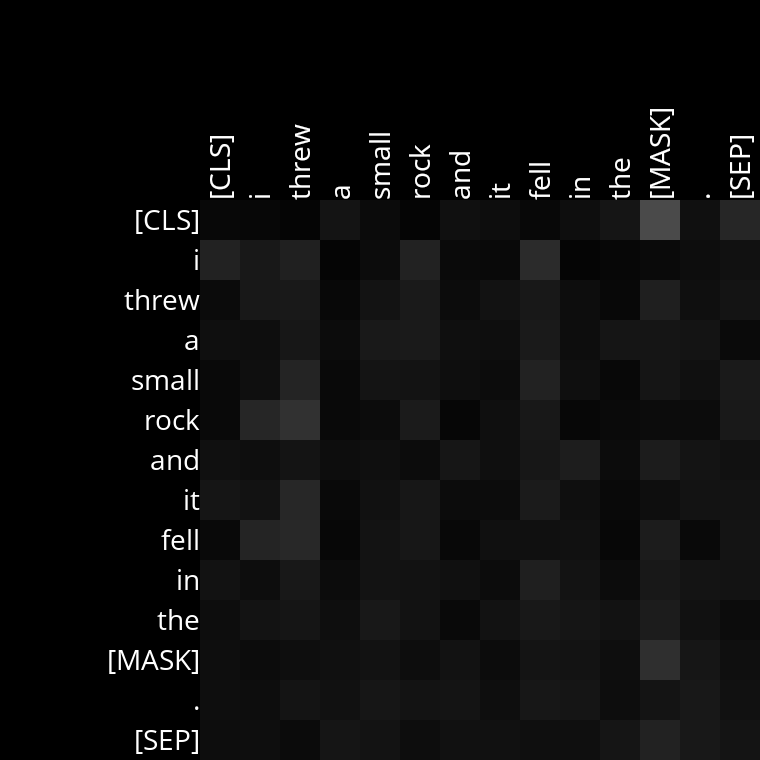 [CLS] i threw a small rock and it fell in the [MASK] . [SEP]
[CLS]
i
threw
a
small
rock
and
it
fell
in
the
[MASK]
.
[SEP]